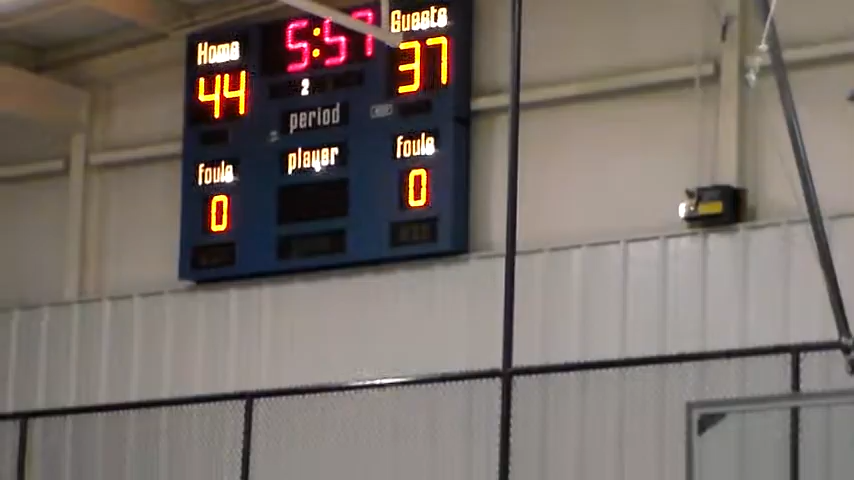 Home 5:57 Guests
44 37
2
period
player
fouls fouls
0 0